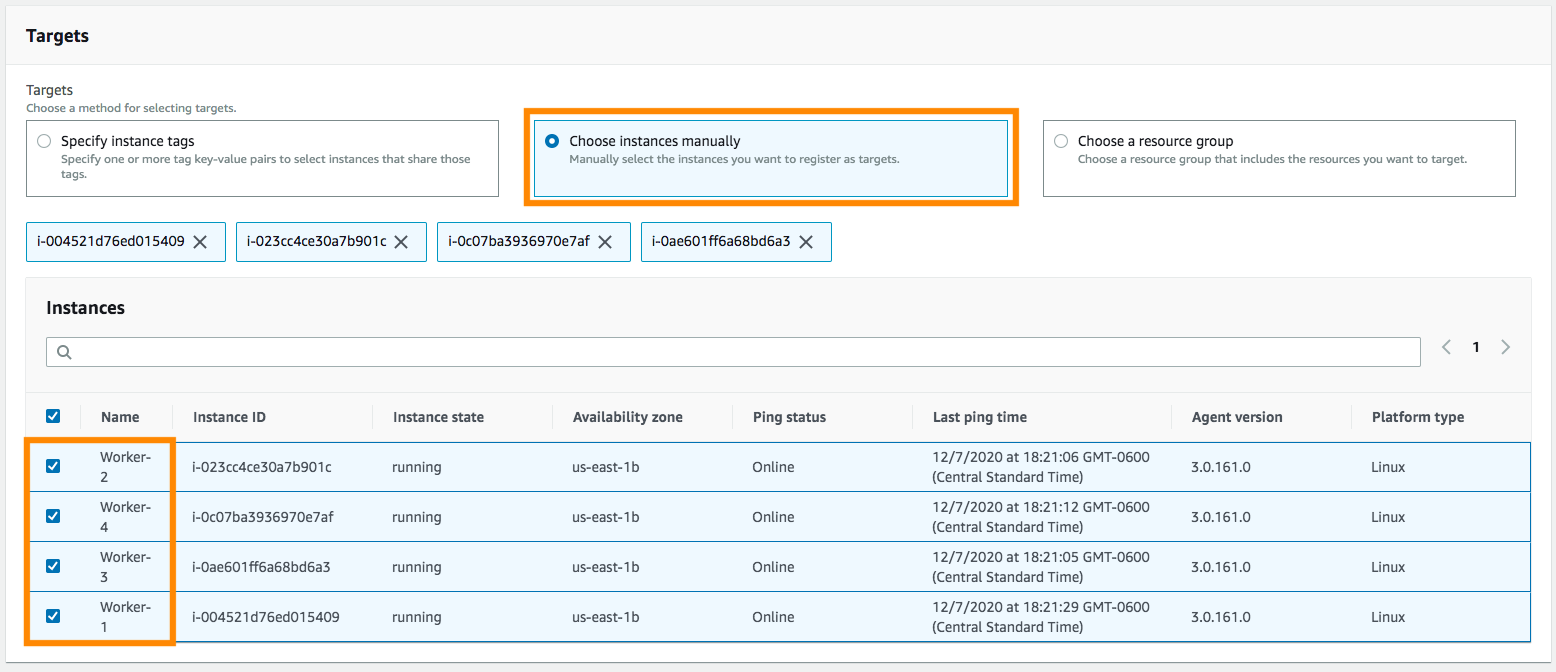 Targets
Targets
Choose a method for selecting targets.
Specify instance tags
Specify one or more tag key-value pairs to select instances that share those
tags.
Choose instances manually
Manually select the instances you want to register as targets.
Choose a resource group
Choose a resource group that includes the resources you want to target.
i-004521d76ed015409 i-023cc4ce30a7b901c i-0c07ba3936970e7af i-0ae601ff6a68bd6a3
Instances
1
Name Instance ID Instance state Availability zone Ping status Last ping time Agent version Platform type
Worker-
2
i-023cc4ce30a7b901c running us-east-1b Online
12/7/2020 at 18:21:06 GMT-0600
(Central Standard Time)
3.0.161.0 Linux
Worker-
4
i-0c07ba3936970e7af running us-east-1b Online
12/7/2020 at 18:21:12 GMT-0600
(Central Standard Time)
3.0.161.0 Linux
Worker-
3
i-0ae601ff6a68bd6a3 running us-east-1b Online
12/7/2020 at 18:21:05 GMT-0600
(Central Standard Time)
3.0.161.0 Linux
Worker-
1
i-004521d76ed015409 running us-east-1b Online
12/7/2020 at 18:21:29 GMT-0600
(Central Standard Time)
3.0.161.0 Linux